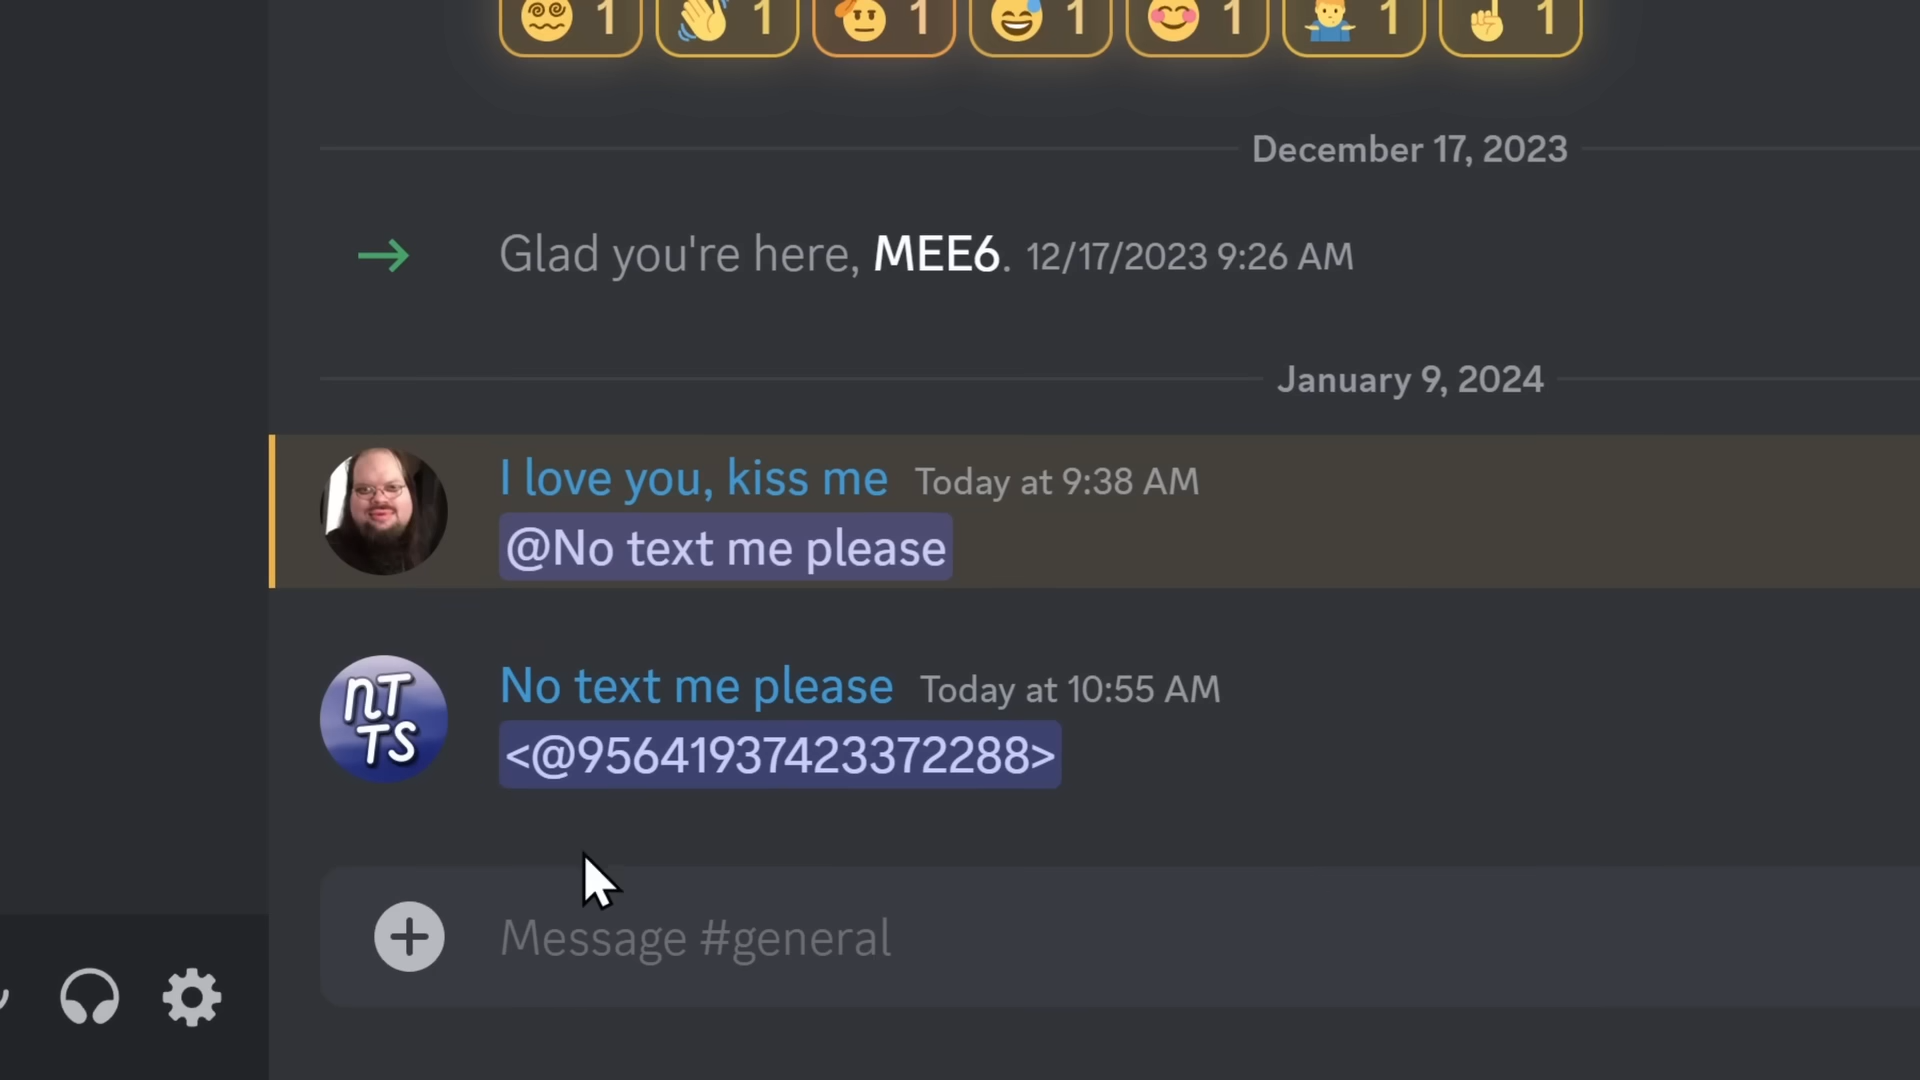 1 1 1 1 1 1 1
December 17, 2023
Glad you're here, MEE6. 12/17/2023 9:26 AM
January 9, 2024
I love you, kiss me Today at 9:38 AM
@No text me please
nT
TS
No text me please Today at 10:55 AM
<@95641937423372288>
Message #general